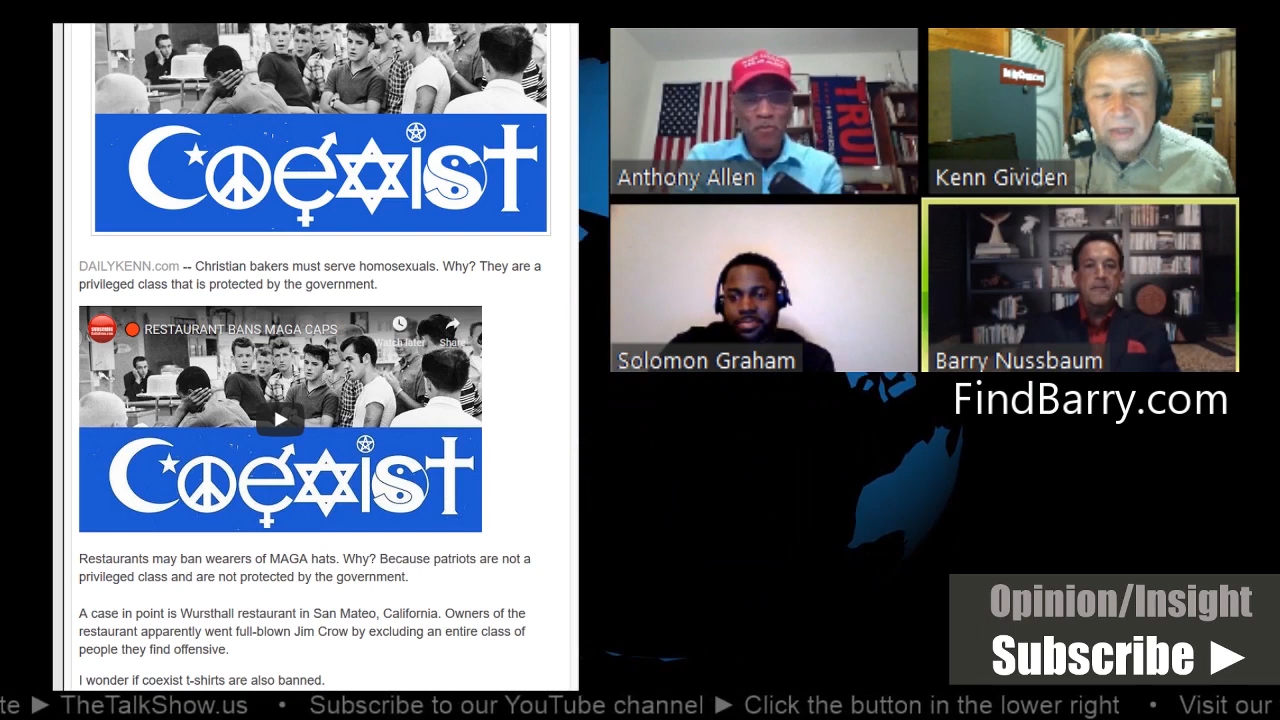 Coexist
DAILYKENN.com -- Christian bakers must serve homosexuals. Why? They are a
privileged class that is protected by the government.
SUBSCRIBE
RESTAURANT BANS MAGA CAPS
Watch later
Share
Coexist
Restaurants may ban wearers of MAGA hats. Why? Because patriots are not a
privileged class and are not protected by the government.
A case in point is Wursthall restaurant in San Mateo, California. Owners of the
restaurant apparently went full-blown Jim Crow by excluding an entire class of
people they find offensive.
I wonder if coexist t-shirts are also banned.
TRUM
Anthony Allen
Kenn Gividen
Solomon Graham
Barry Nussbaum
FindBarry.com
Opinion/Insight
Subscribe ►
te ► TheTalkShow.us • Subscribe to our YouTube channel ► Click the button in the lower right • Visit our